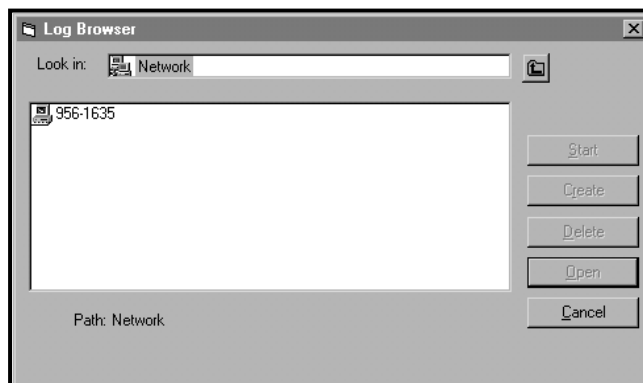 Log Browser
Look in: Network
956-1635
Start
Create
Delete
Open
Cancel
Path: Network